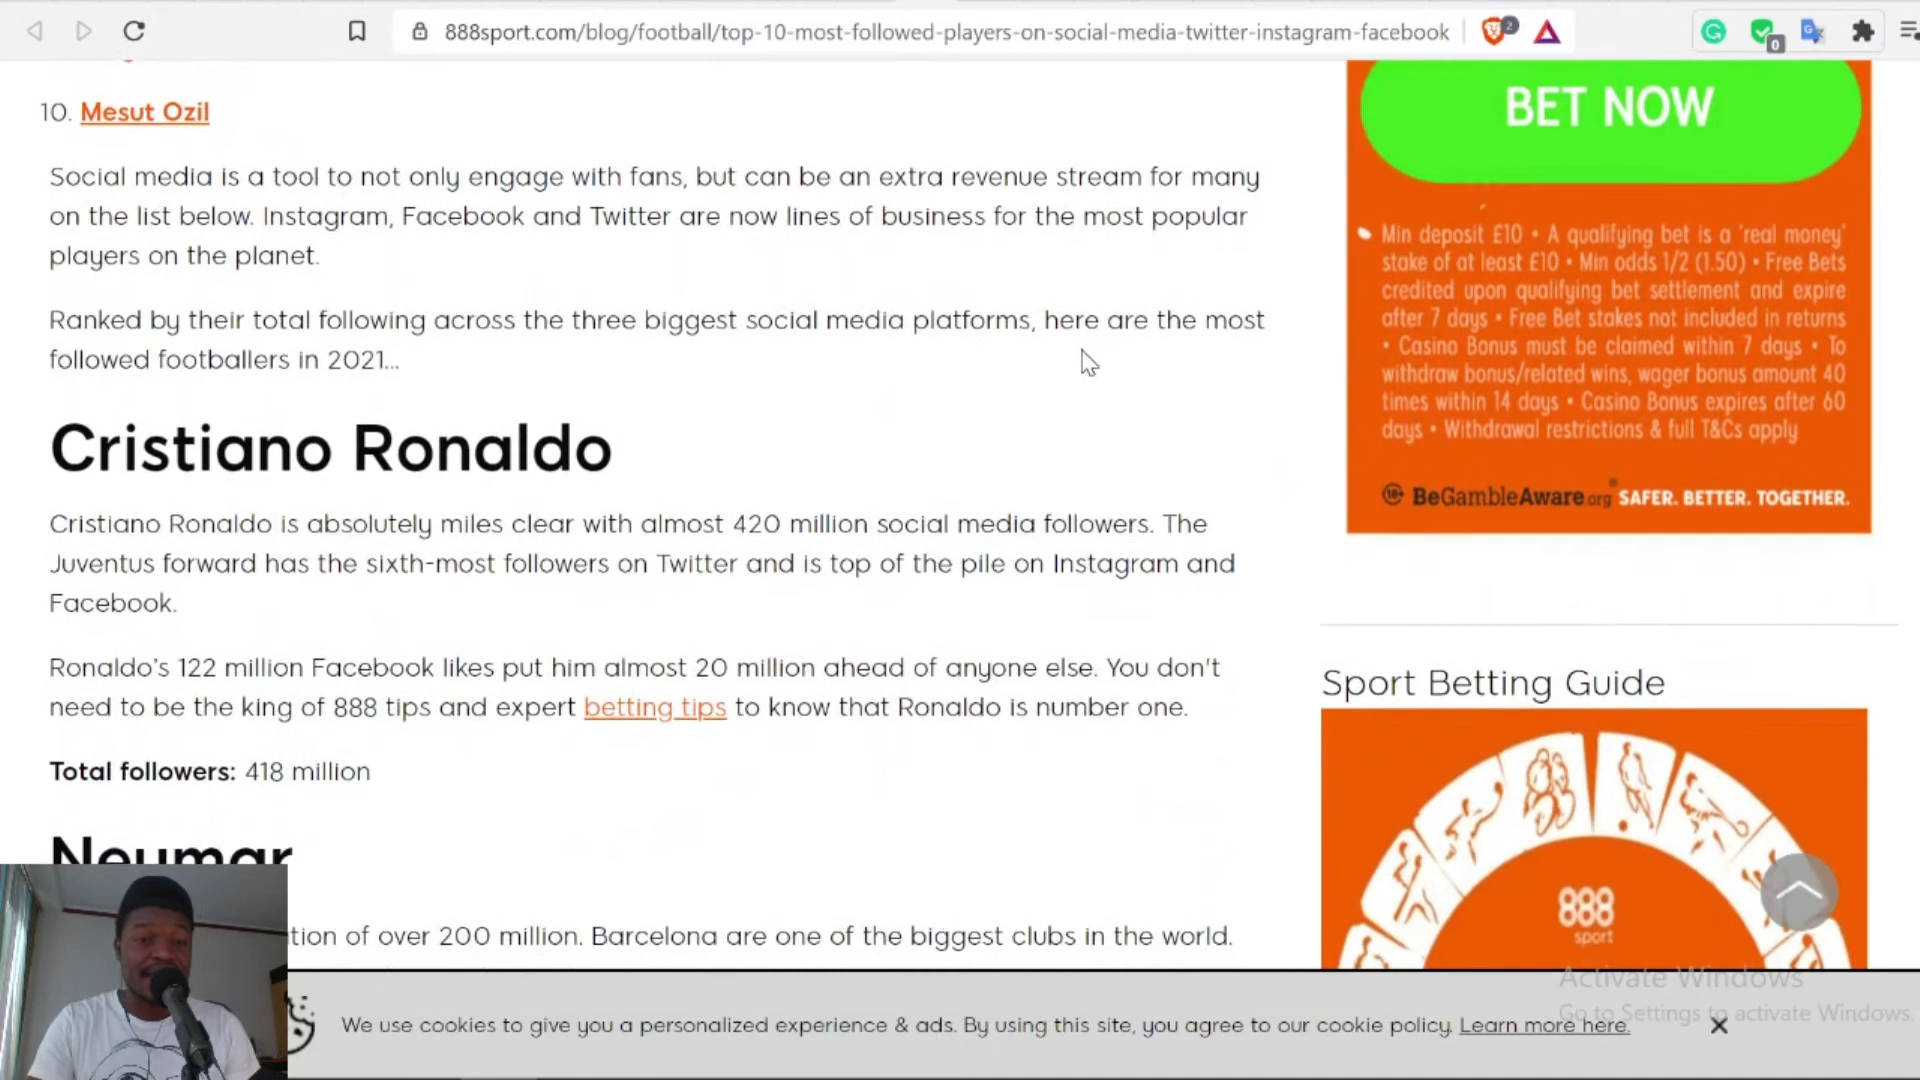 888sport.com/blog/football/top-10-most-followed-players-on-social-media-twitter-instagram-facebook
2
0
10. Mesut Ozil
Social media is a tool to not only engage with fans, but can be an extra revenue stream for many
on the list below. Instagram, Facebook and Twitter are now lines of business for the most popular
players on the planet.
Ranked by their total following across the three biggest social media platforms, here are the most
followed footballers in 2021...
Cristiano Ronaldo
Cristiano Ronaldo is absolutely miles clear with almost 420 million social media followers. The
Juventus forward has the sixth-most followers on Twitter and is top of the pile on Instagram and
Facebook.
Ronaldo's 122 million Facebook likes put him almost 20 million ahead of anyone else. You don't
need to be the king of 888 tips and expert betting tips to know that Ronaldo is number one.
Total followers: 418 million
Neymar
tion of over 200 million. Barcelona are one of the biggest clubs in the world.
BET NOW
Min deposit £10 • A qualifying bet is a 'real money'
stake of at least £10 • Min odds 1/2 (1.50) • Free Bets
credited upon qualifying bet settlement and expire
after 7 days • Free Bet stakes not included in returns
• Casino Bonus must be claimed within 7 days • To
withdraw bonus/related wins, wager bonus amount 40
times within 14 days • Casino Bonus expires after 60
days • Withdrawal restrictions & full T&Cs apply
18+ BeGambleAware.org® SAFER. BETTER. TOGETHER.
Sport Betting Guide
888
sport
Activate Windows
Go to Settings to activate Windows.
We use cookies to give you a personalized experience & ads. By using this site, you agree to our cookie policy. Learn more here.